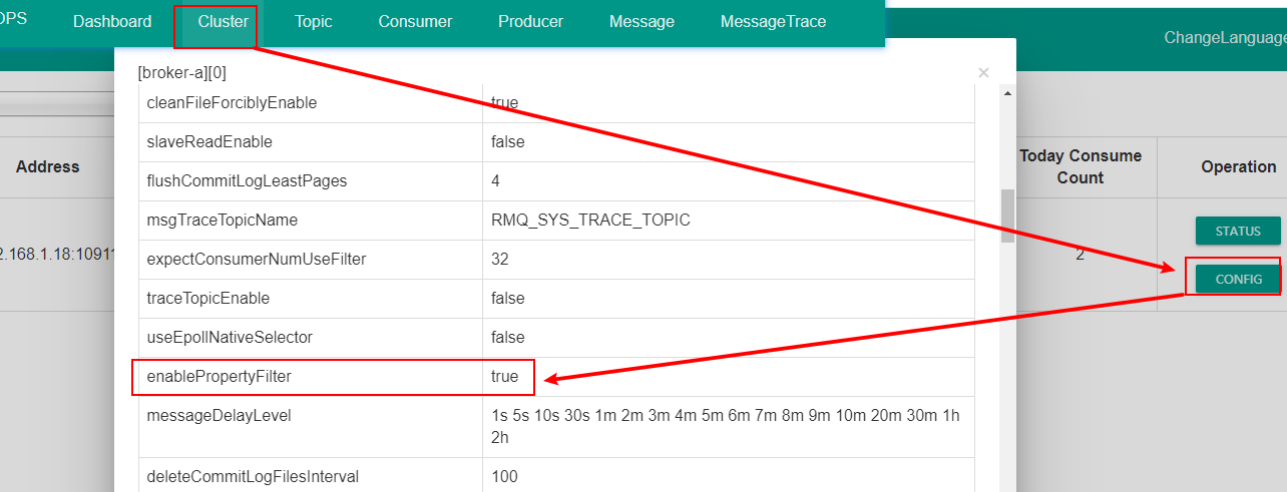 OPS Dashboard Cluster Topic Consumer Producer Message MessageTrace
ChangeLanguage
[broker-a][0] ×
cleanFileForciblyEnable true
slaveReadEnable false
flushCommitLogLeastPages 4
msgTraceTopicName RMQ_SYS_TRACE_TOPIC
expectConsumerNumUseFilter 32
traceTopicEnable false
useEpollNativeSelector false
enablePropertyFilter true
messageDelayLevel 1s 5s 10s 30s 1m 2m 3m 4m 5m 6m 7m 8m 9m 10m 20m 30m 1h
2h
deleteCommitLogFilesInterval 100
Address
2.168.1.18:10911
Today Consume
Count
2
Operation
STATUS
CONFIG